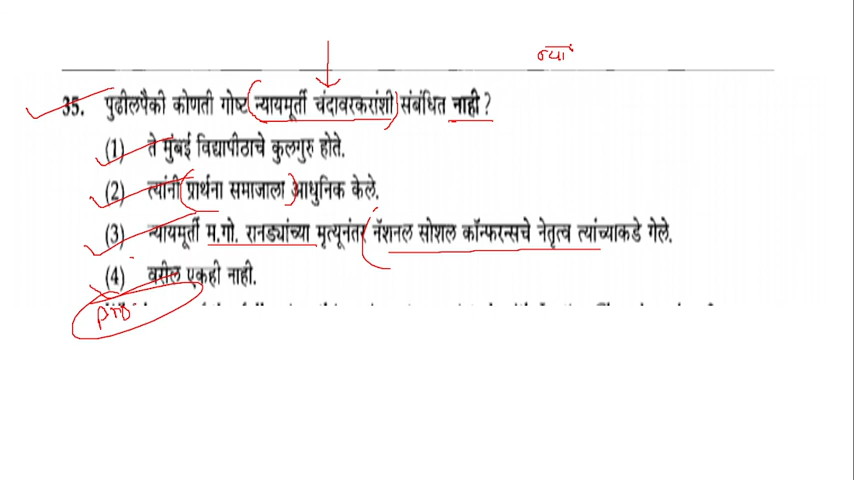 न्या
35. पुढीलपैकी कोणती गोष्ट न्यायमूर्ती चंदावरकरांशी संबंधित नाही ?
(1) ते मुंबई विद्यापीठाचे कुलगुरु होते.
(2) त्यांनी प्रार्थना समाजाला आधुनिक केले.
(3) न्यायमूर्ती म.गो. रानड्यांच्या मृत्यूनंतर नॅशनल सोशल कॉन्फरन्सचे नेतृत्व त्यांच्याकडे गेले.
(4) वरील एकही नाही.